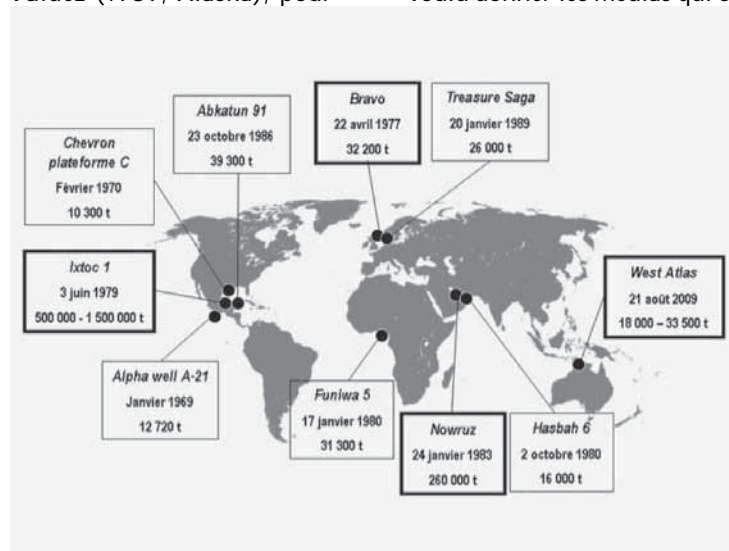 Abkatun 91
23 octobre 1986
39 300 t
Bravo
22 avril 1977
32 200 t
Treasure Saga
20 janvier 1989
26 000 t
Chevron
plateforme C
Février 1970
10 300 t
Ixtoc 1
3 juin 1979
500 000 - 1 500 000 t
West Atlas
21 août 2009
18 000 – 33 500 t
Alpha well A-21
Janvier 1969
12 720 t
Funiwa 5
17 janvier 1980
31 300 t
Nowruz
24 janvier 1983
260 000 t
Hasbah 6
2 octobre 1980
16 000 t